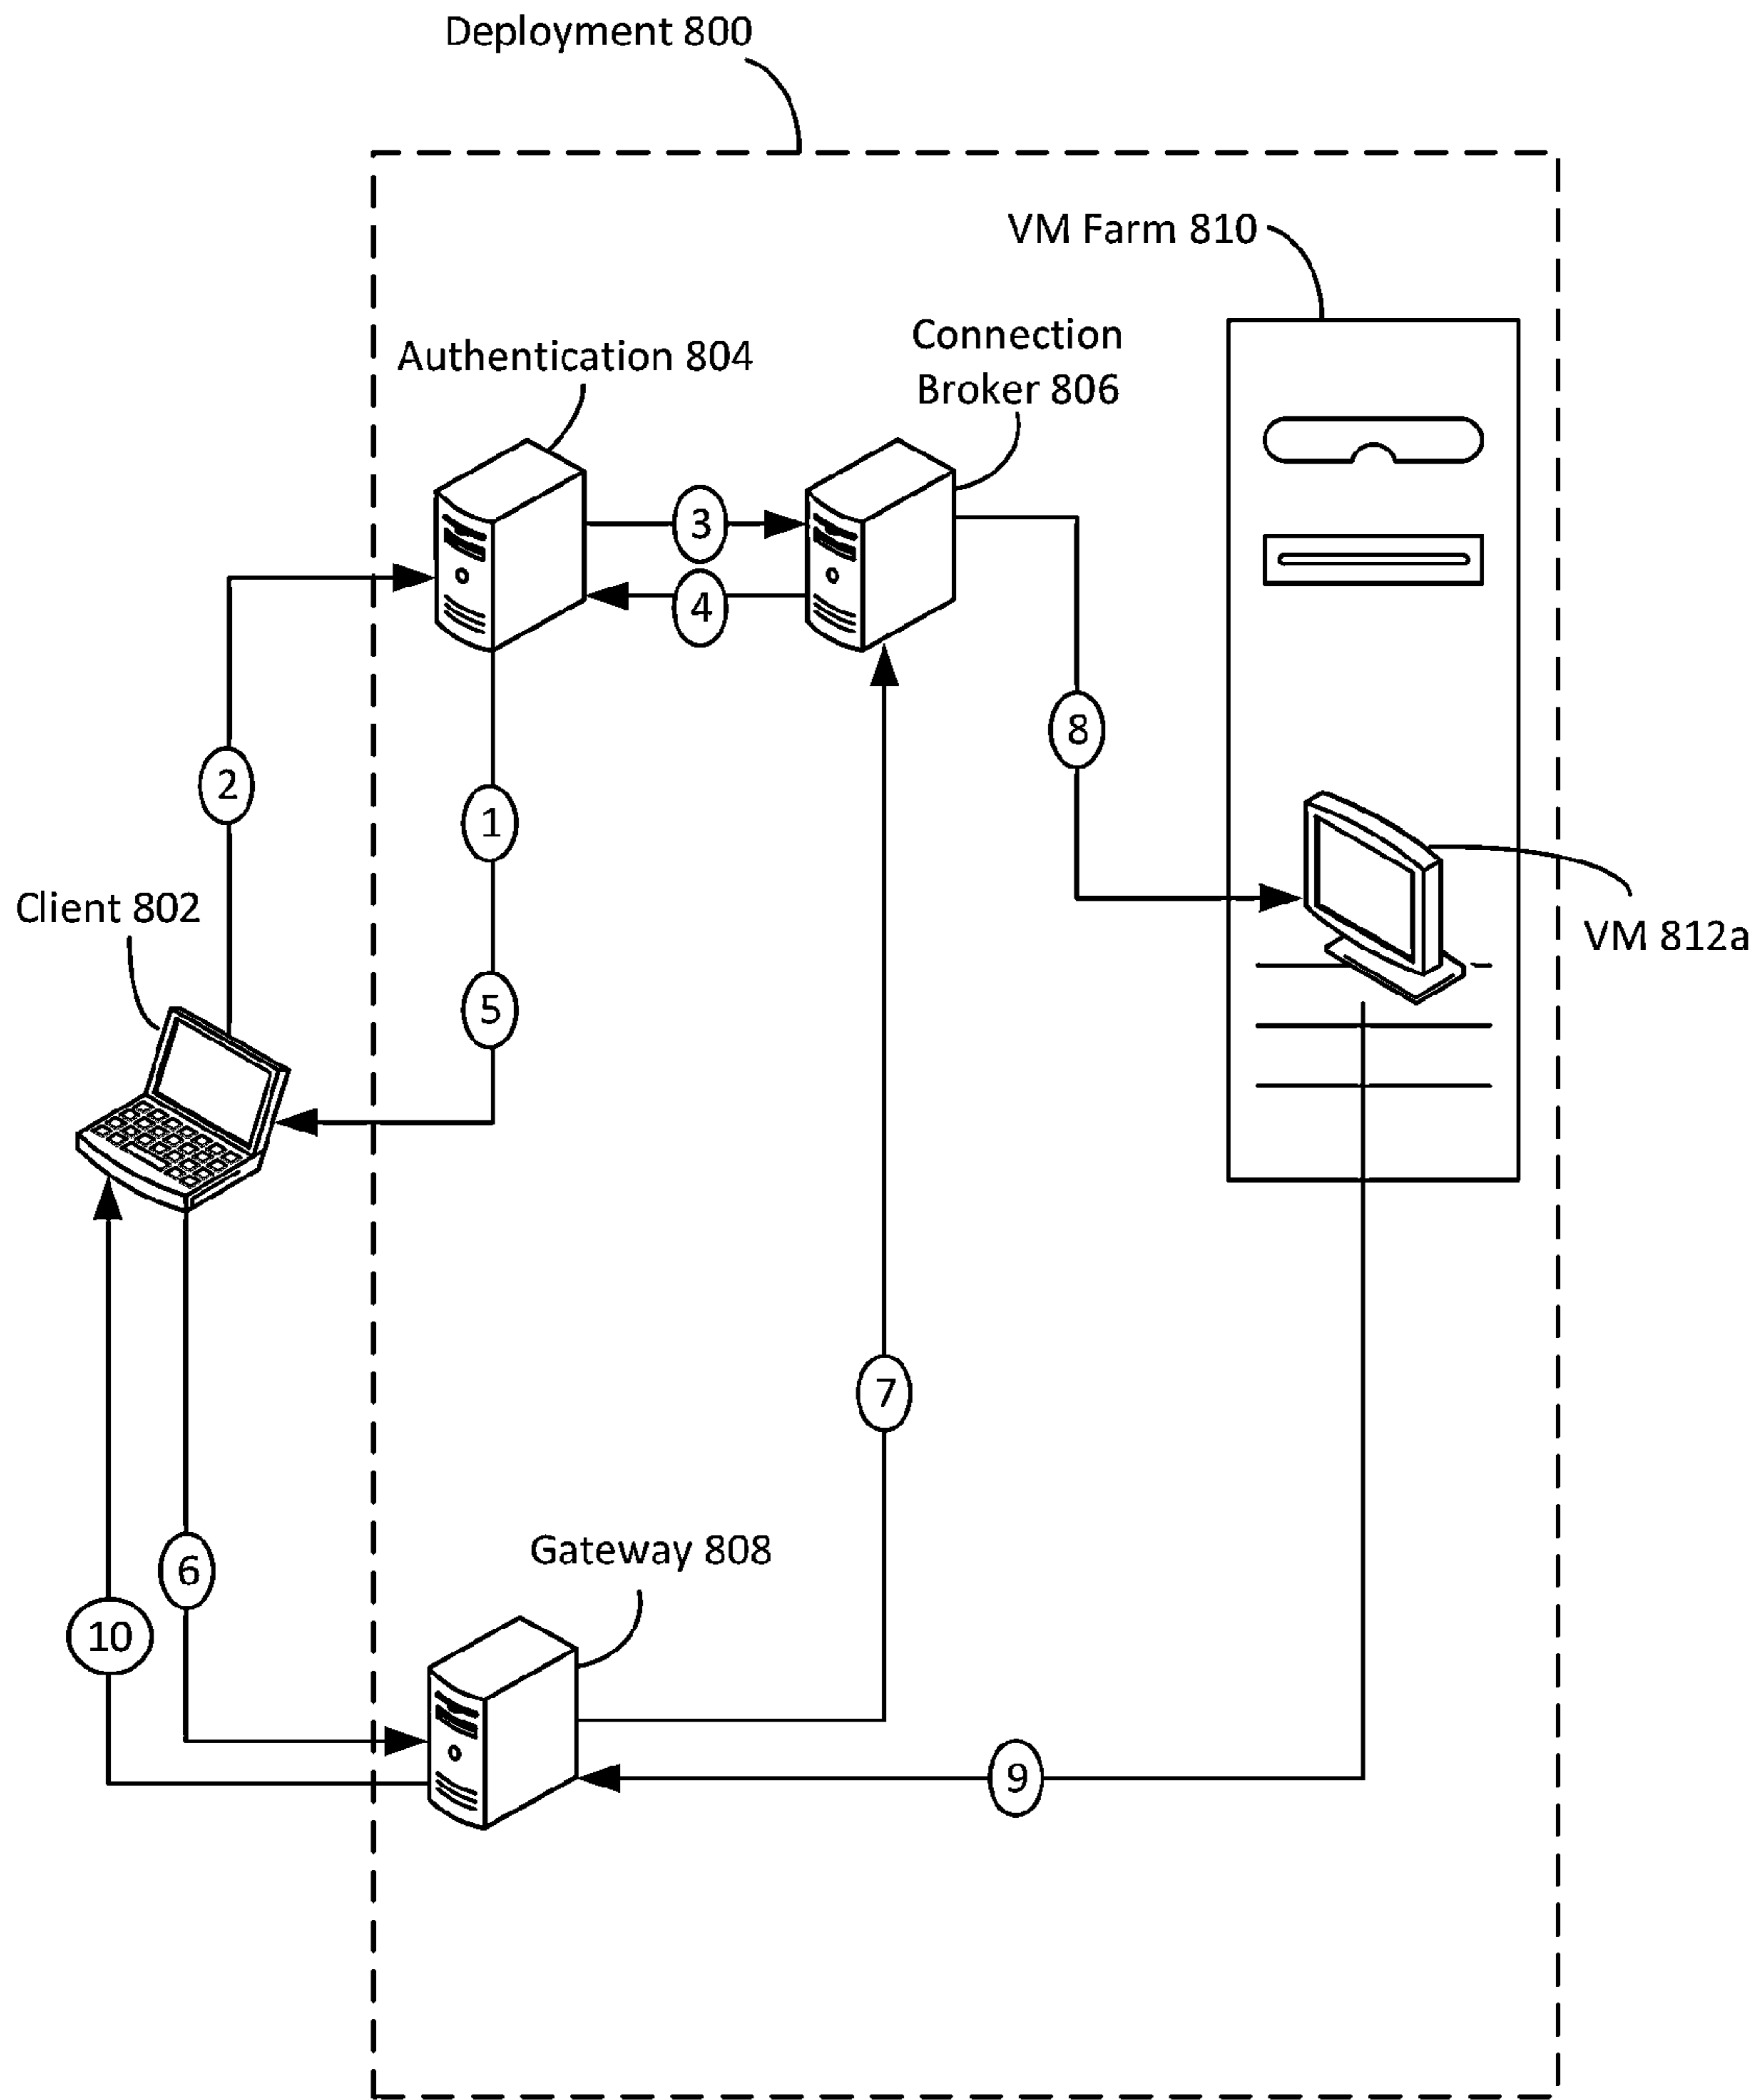 Deployment 800
VM Farm 810
Connection
Broker 806
Authentication 804
3
4
8
2
1
Client 802
VM 812a
5
7
Gateway 808
6
10
9